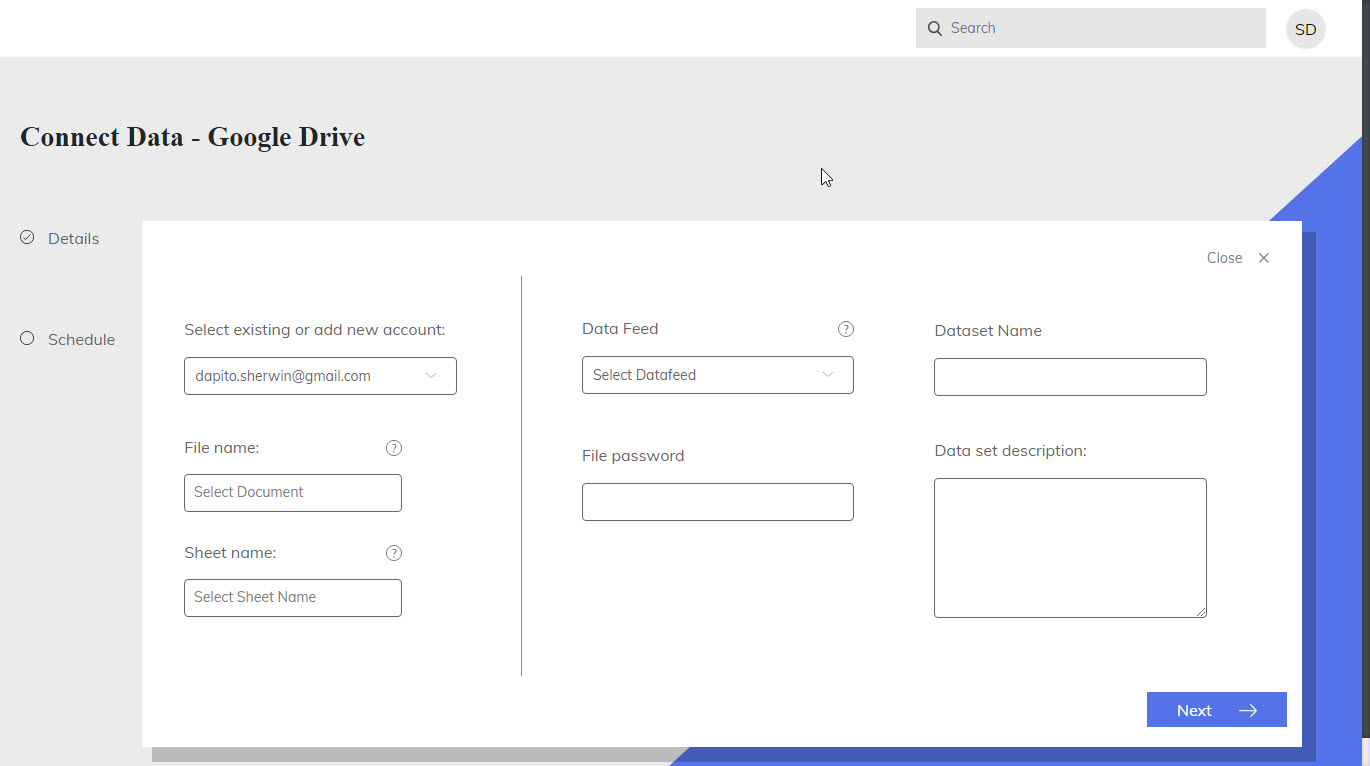 Search
SD
Connect Data - Google Drive
Details
Schedule
Close
Select existing or add new account:
dapito.sherwin@gmail.com
File name:
?
Select Document
Sheet name:
?
Select Sheet Name
Data Feed
?
Select Datafeed
File password
Dataset Name
Data set description:
Next